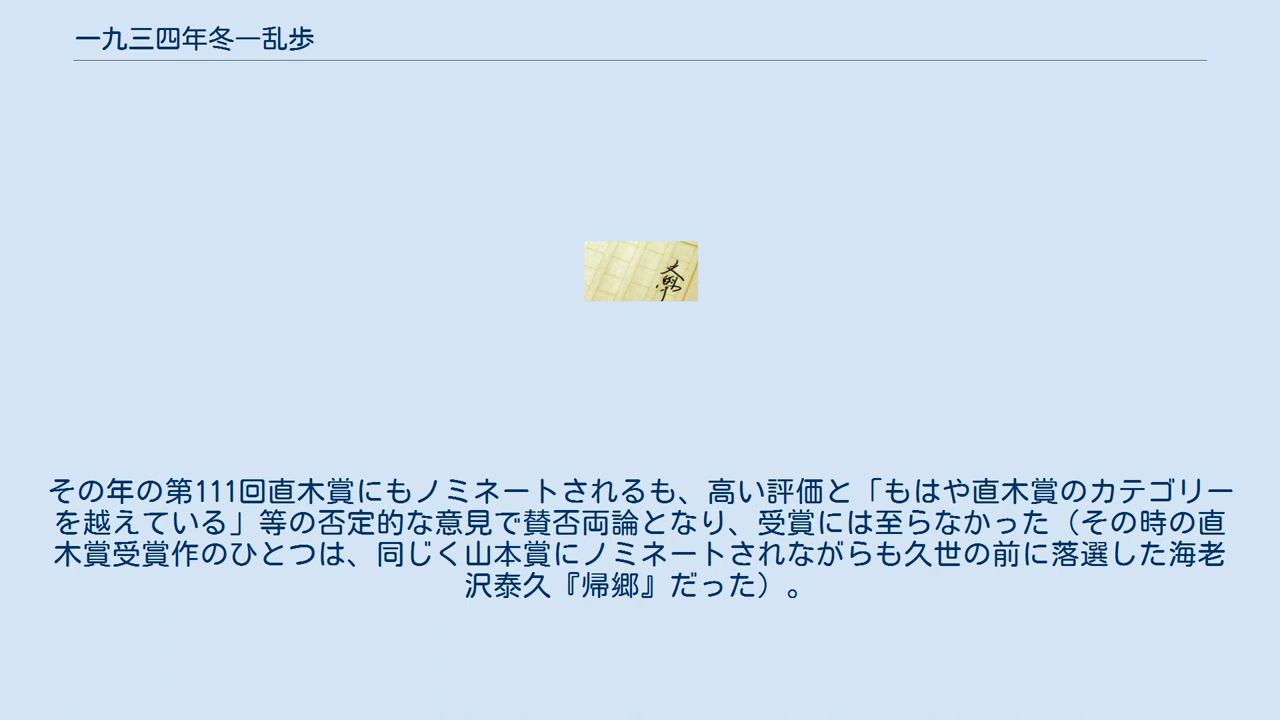 一九三四年冬―乱歩
その年の第111回直木賞にもノミネートされるも、高い評価と「もはや直木賞のカテゴリー
を越えている」等の否定的な意見で賛否両論となり、受賞には至らなかった（その時の直
木賞受賞作のひとつは、同じく山本賞にノミネートされながらも久世の前に落選した海老
沢泰久『帰郷』だった）。